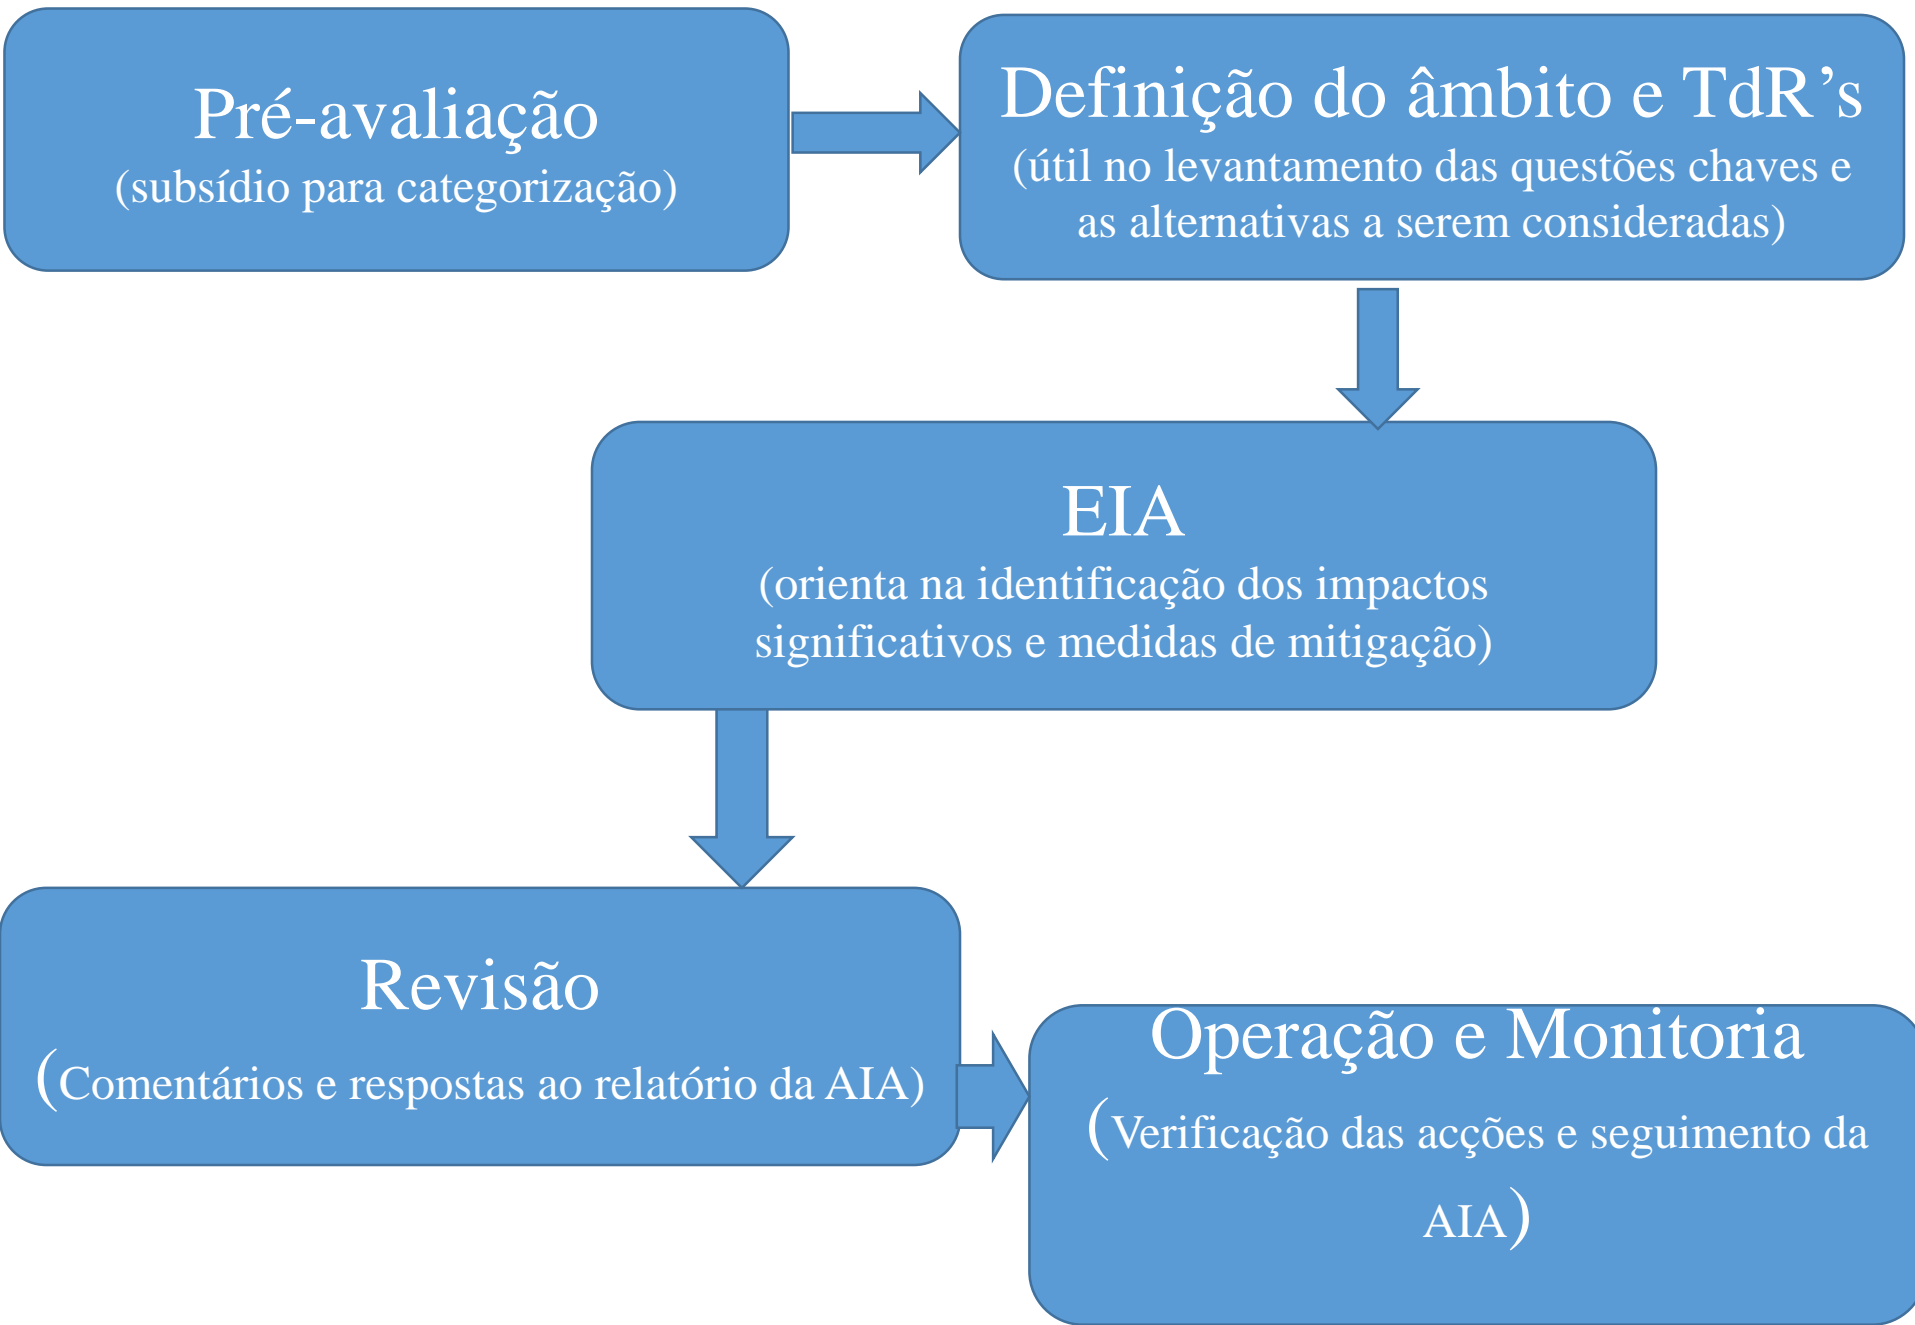 Pré-avaliação
(subsídio para categorização)
Definição do âmbito e TdR’s
(útil no levantamento das questões chaves e
as alternativas a serem consideradas)
EIA
(orienta na identificação dos impactos
significativos e medidas de mitigação)
Revisão
(Comentários e respostas ao relatório da AIA)
Operação e Monitoria
(Verificação das acções e seguimento da
AIA)